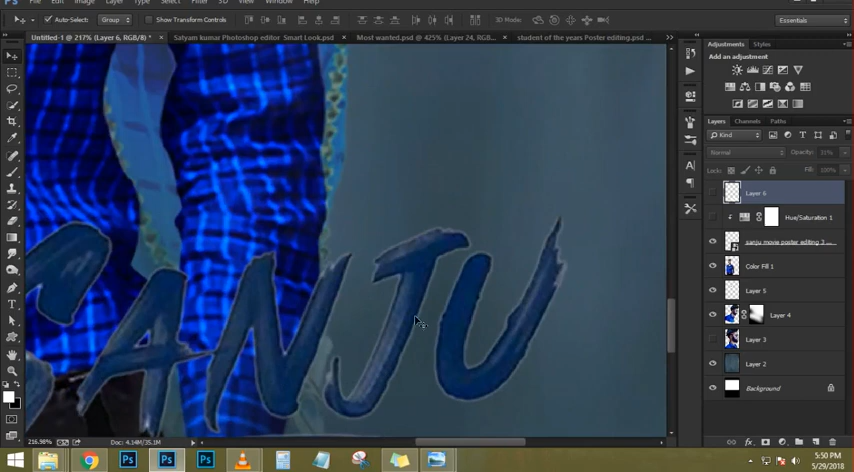 Ps File Edit Image Layer Type Select Filter 3D View Window Help
Auto-Select: Group Show Transform Controls 3D Mode: Essentials
Untitled-1 @ 217% (Layer 6, RGB/8) * × Satyam kumar Photoshop editor Smart Look.psd × Most wanted.psd @ 425% (Layer 24, RGB... × student of the years Poster editing.psd ... »
Adjustments Styles
Add an adjustment
Layers Channels Paths
Kind
Normal Opacity: 31%
Lock: Fill: 100%
Layer 6
Hue/Saturation 1
sanju movie poster editing 3 ...
Color Fill 1
Layer 5
Layer 4
Layer 3
Layer 2
Background
SANJU
216.98% Doc: 4.14M/35.1M
5:50 PM
5/29/2018